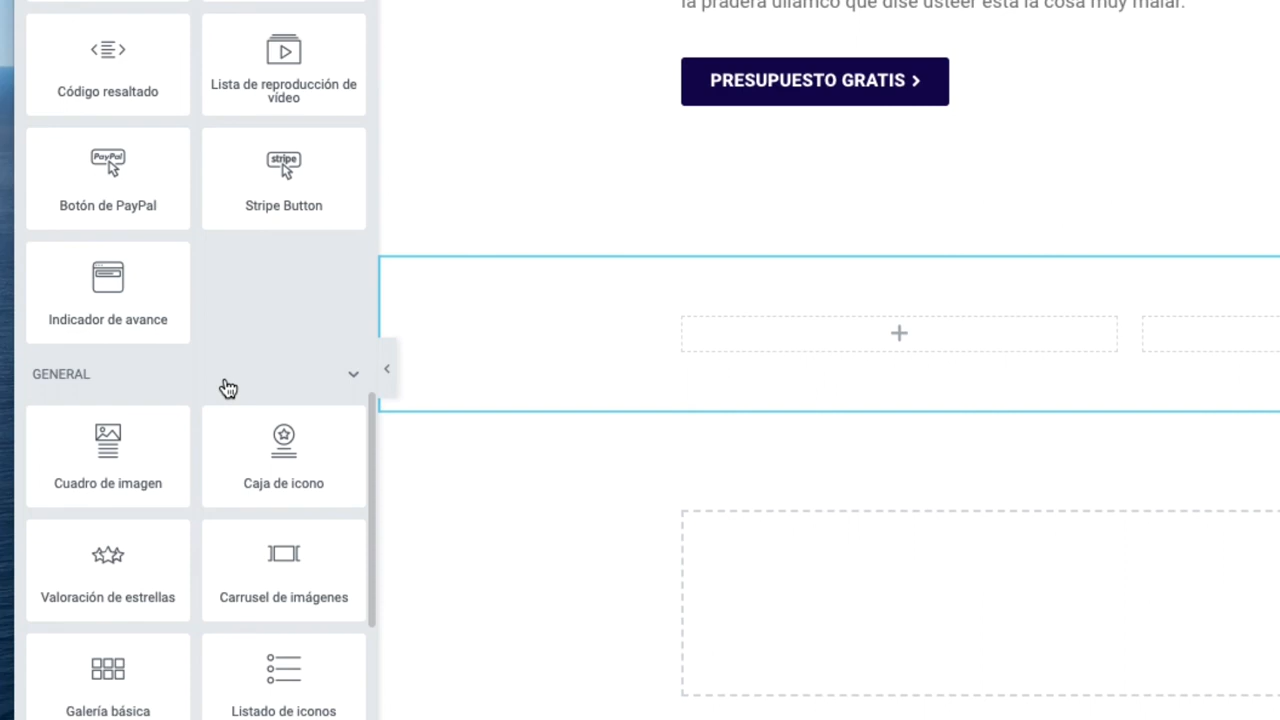 la pradera ullamco que dise usteer está la cosa muy malar.
Código resaltado
Lista de reproducción de
vídeo
PRESUPUESTO GRATIS
PayPal
stripe
Botón de PayPal
Stripe Button
Indicador de avance
GENERAL
Cuadro de imagen
Caja de icono
Valoración de estrellas
Carrusel de imágenes
Galería básica
Listado de iconos